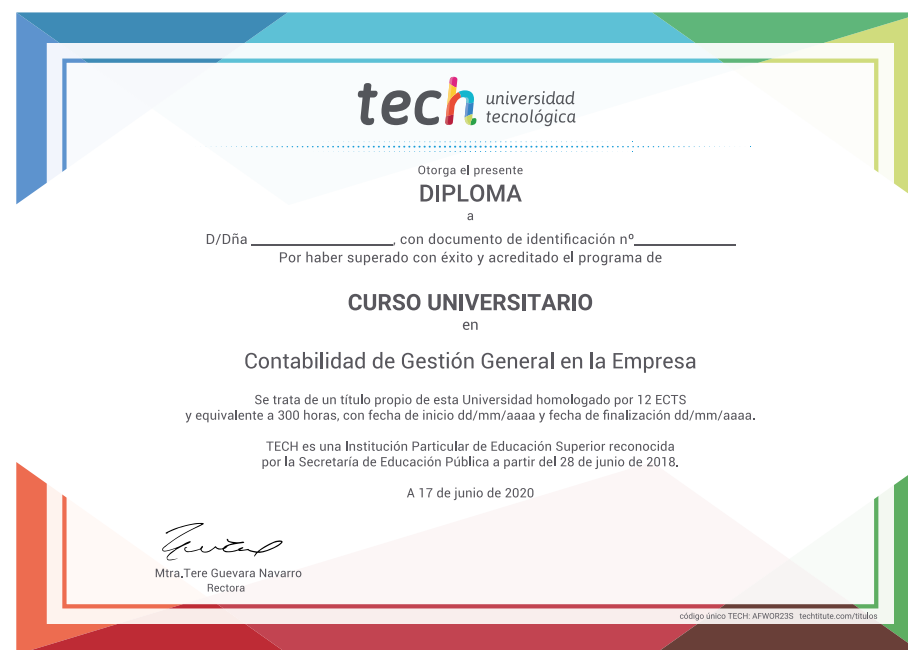 tech universidad
tecnológica
Otorga el presente
DIPLOMA
a
D/Dña ________________, con documento de identificación nº____________
Por haber superado con éxito y acreditado el programa de
CURSO UNIVERSITARIO
en
Contabilidad de Gestión General en la Empresa
Se trata de un título propio de esta Universidad homologado por 12 ECTS
y equivalente a 300 horas, con fecha de inicio dd/mm/aaaa y fecha de finalización dd/mm/aaaa.
TECH es una Institución Particular de Educación Superior reconocida
por la Secretaría de Educación Pública a partir del 28 de junio de 2018.
A 17 de junio de 2020
Mtra.Tere Guevara Navarro
Rectora
código único TECH: AFWOR23S techtitute.com/titulos